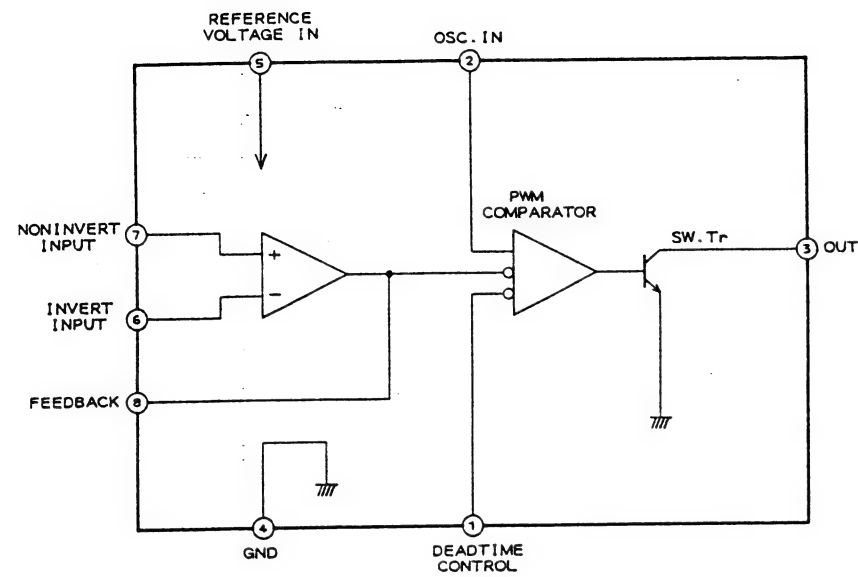 REFERENCE
VOLTAGE IN
OSC.IN
5
2
PWM
COMPARATOR
NONINVERT
INPUT
7
+
SW.Tr
3
OUT
INVERT
INPUT
6
−
FEEDBACK
8
4
GND
1
DEADTIME
CONTROL